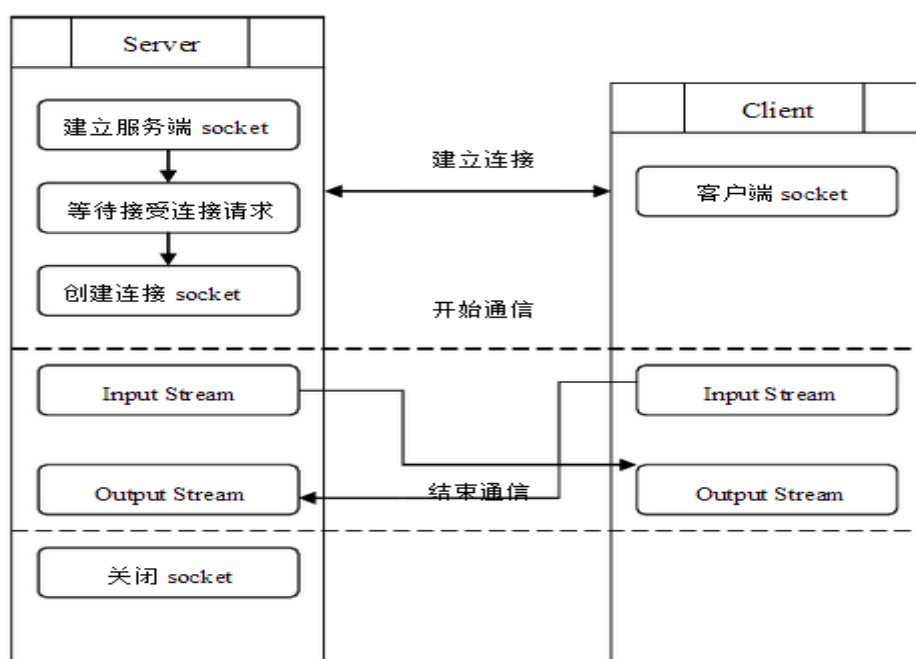 Server
Client
建立服务端 socket
建立连接
客户端 socket
等待接受连接请求
创建连接 socket
开始通信
Input Stream
Input Stream
Output Stream
结束通信
Output Stream
关闭 socket